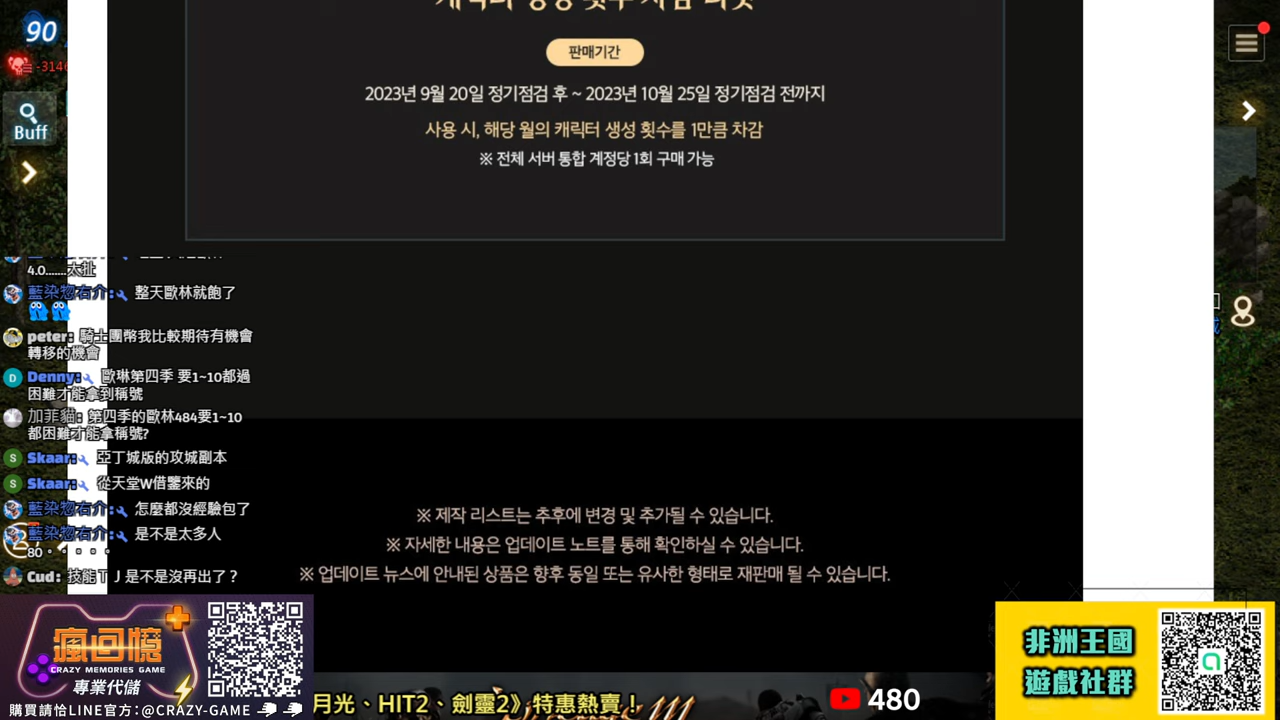 90
-3146
Buff
판매기간
2023년 9월 20일 정기점검 후 ~ 2023년 10월 25일 정기점검 전까지
사용 시, 해당 월의 캐릭터 생성 횟수를 1만큼 차감
※ 전체 서버 통합 계정당 1회 구매 가능
4.0.......太扯
藍染惣右介: 整天歐林就飽了
peter: 騎士團幣我比較期待有機會
轉移的機會
D Denny: 歐琳第四季 要1~10都過
困難才能拿到稱號
加菲貓: 第四季的歐林484要1~10
都困難才能拿稱號?
S Skaar: 亞丁城版的攻城副本
S Skaar: 從天堂W借鑒來的
藍染惣右介: 怎麼都沒經驗包了
藍染惣右介: 是不是太多人
80・・・・・
Cud: 技能TJ是不是沒再出了?
※ 제작 리스트는 추후에 변경 및 추가될 수 있습니다.
※ 자세한 내용은 업데이트 노트를 통해 확인하실 수 있습니다.
※ 업데이트 뉴스에 안내된 상품은 향후 동일 또는 유사한 형태로 재판매 될 수 있습니다.
瘋回憶
CRAZY MEMORIES GAME
專業代儲
購買請恰LINE官方:@CRAZY-GAME
月光、HIT2、劍靈2》特惠熱賣!
480
非洲王國
遊戲社群